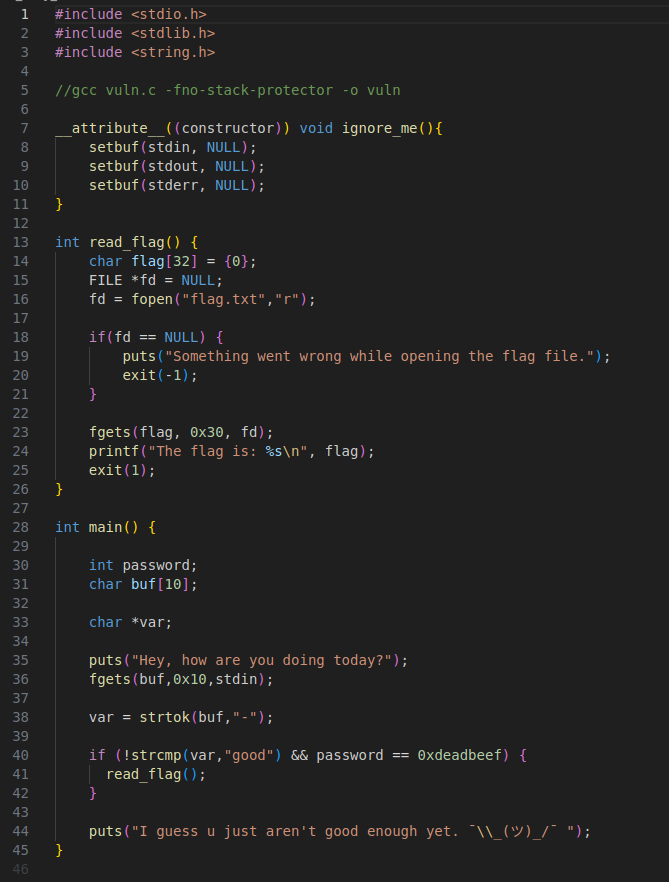 1 #include <stdio.h>
2 #include <stdlib.h>
3 #include <string.h>
4
5 //gcc vuln.c -fno-stack-protector -o vuln
6
7 __attribute__((constructor)) void ignore_me(){
8     setbuf(stdin, NULL);
9     setbuf(stdout, NULL);
10     setbuf(stderr, NULL);
11 }
12
13 int read_flag() {
14     char flag[32] = {0};
15     FILE *fd = NULL;
16     fd = fopen("flag.txt","r");
17
18     if(fd == NULL) {
19         puts("Something went wrong while opening the flag file.");
20         exit(-1);
21     }
22
23     fgets(flag, 0x30, fd);
24     printf("The flag is: %s\n", flag);
25     exit(1);
26 }
27
28 int main() {
29
30     int password;
31     char buf[10];
32
33     char *var;
34
35     puts("Hey, how are you doing today?");
36     fgets(buf,0x10,stdin);
37
38     var = strtok(buf,"-");
39
40     if (!strcmp(var,"good") && password == 0xdeadbeef) {
41       read_flag();
42     }
43
44     puts("I guess u just aren't good enough yet. ¯\\_(ツ)_/¯ ");
45 }
46